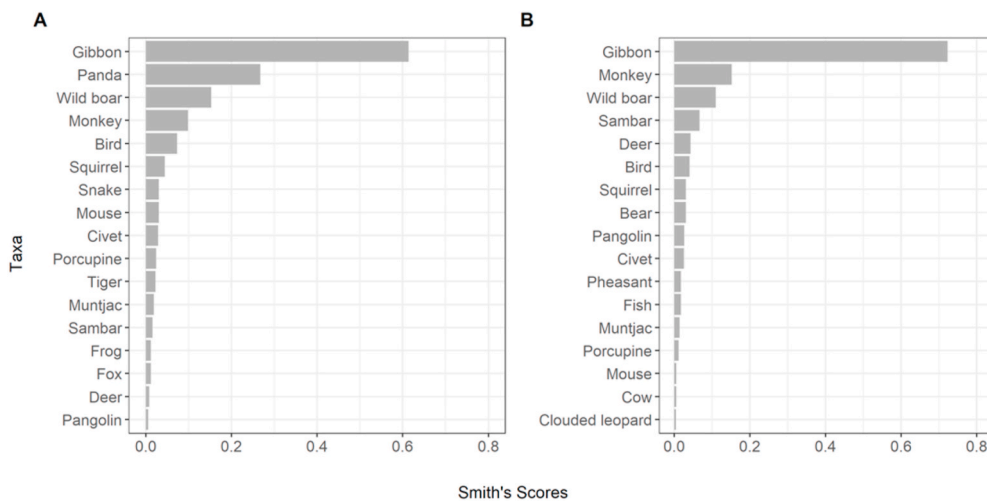 A
Gibbon
Panda
Wild boar
Monkey
Bird
Squirrel
Snake
Mouse
Civet
Porcupine
Tiger
Muntjac
Sambar
Frog
Fox
Deer
Pangolin
0.0 0.2 0.4 0.6 0.8
Taxa
B
Gibbon
Monkey
Wild boar
Sambar
Deer
Bird
Squirrel
Bear
Pangolin
Civet
Pheasant
Fish
Muntjac
Porcupine
Mouse
Cow
Clouded leopard
0.0 0.2 0.4 0.6 0.8
Smith's Scores